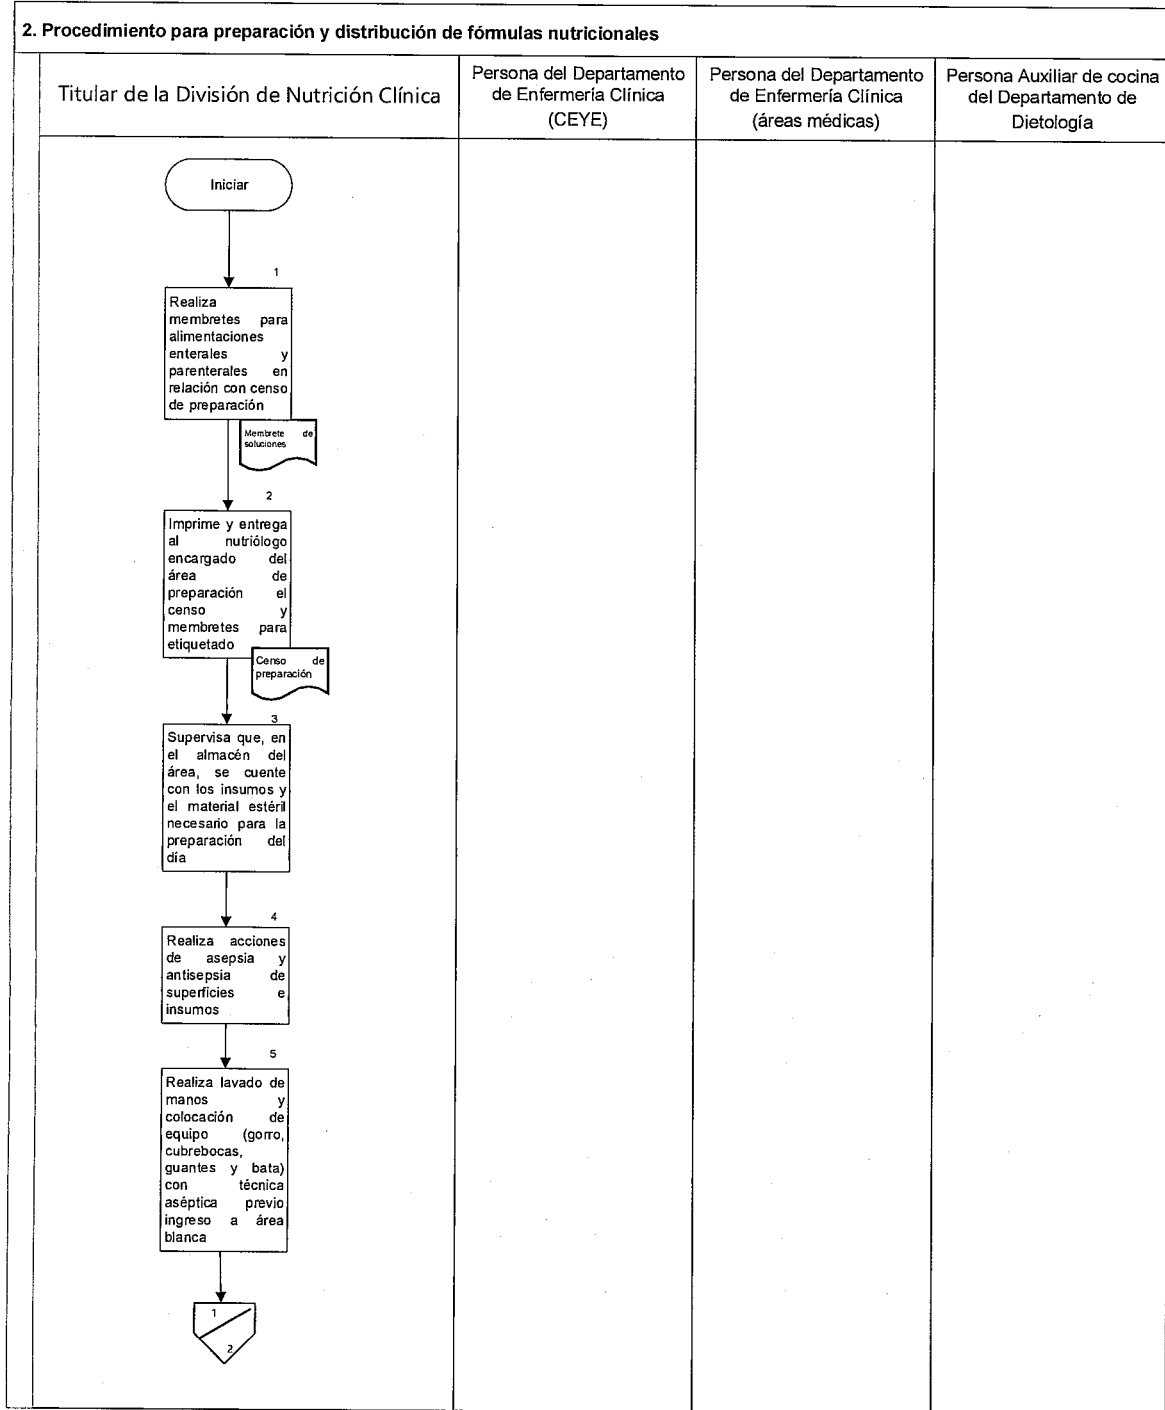 2. Procedimiento para preparación y distribución de fórmulas nutricionales
Titular de la División de Nutrición Clínica
Persona del Departamento
de Enfermería Clínica
(CEYE)
Persona del Departamento
de Enfermería Clínica
(áreas médicas)
Persona Auxiliar de cocina
del Departamento de
Dietología
Iniciar
1
Realiza
membretes para
alimentaciones
enterales y
parenterales en
relación con censo
de preparación
Membrete de
soluciones
2
Imprime y entrega
al nutriólogo
encargado del
área de
preparación el
censo y
membretes para
etiquetado
Censo de
preparación
3
Supervisa que, en
el almacén del
área, se cuente
con los insumos y
el material estéril
necesario para la
preparación del
día
4
Realiza acciones
de asepsia y
antisepsia de
superficies e
insumos
5
Realiza lavado de
manos y
colocación de
equipo (gorro,
cubrebocas,
guantes y bata)
con técnica
aséptica previo
ingreso a área
blanca
1
2